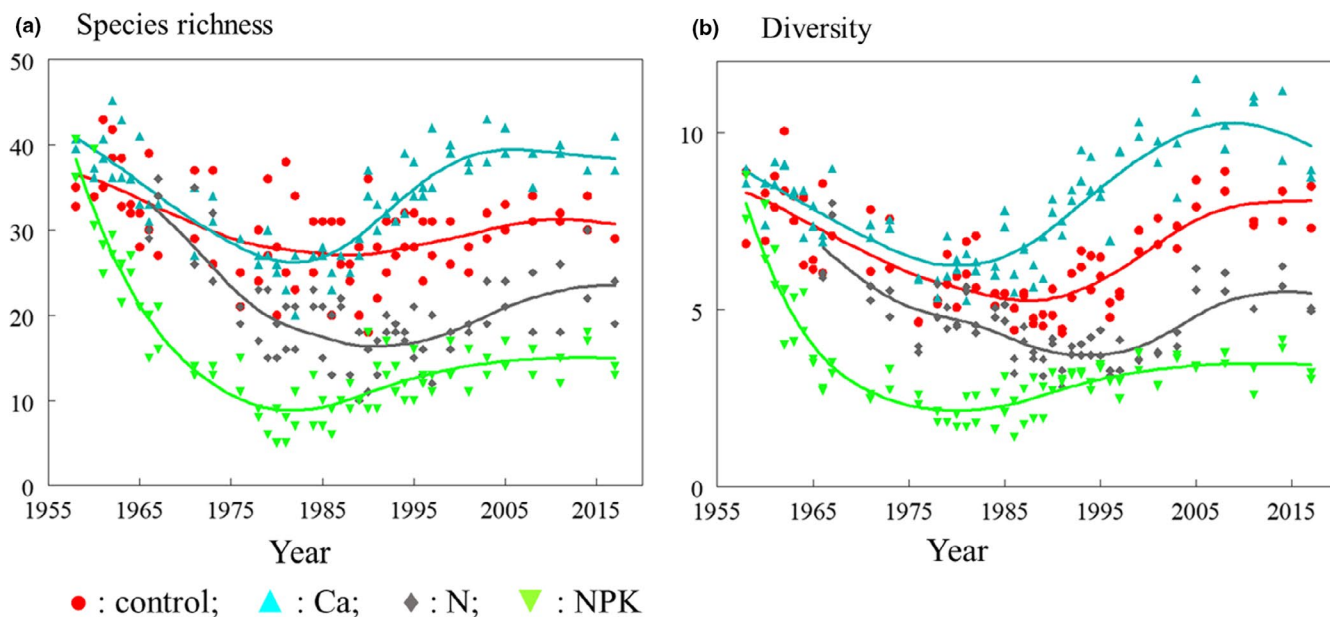 (a) Species richness
(b) Diversity
50
40
30
20
10
0
1955 1965 1975 1985 1995 2005 2015
Year
10
5
0
1955 1965 1975 1985 1995 2005 2015
Year
: control; : Ca; : N; : NPK